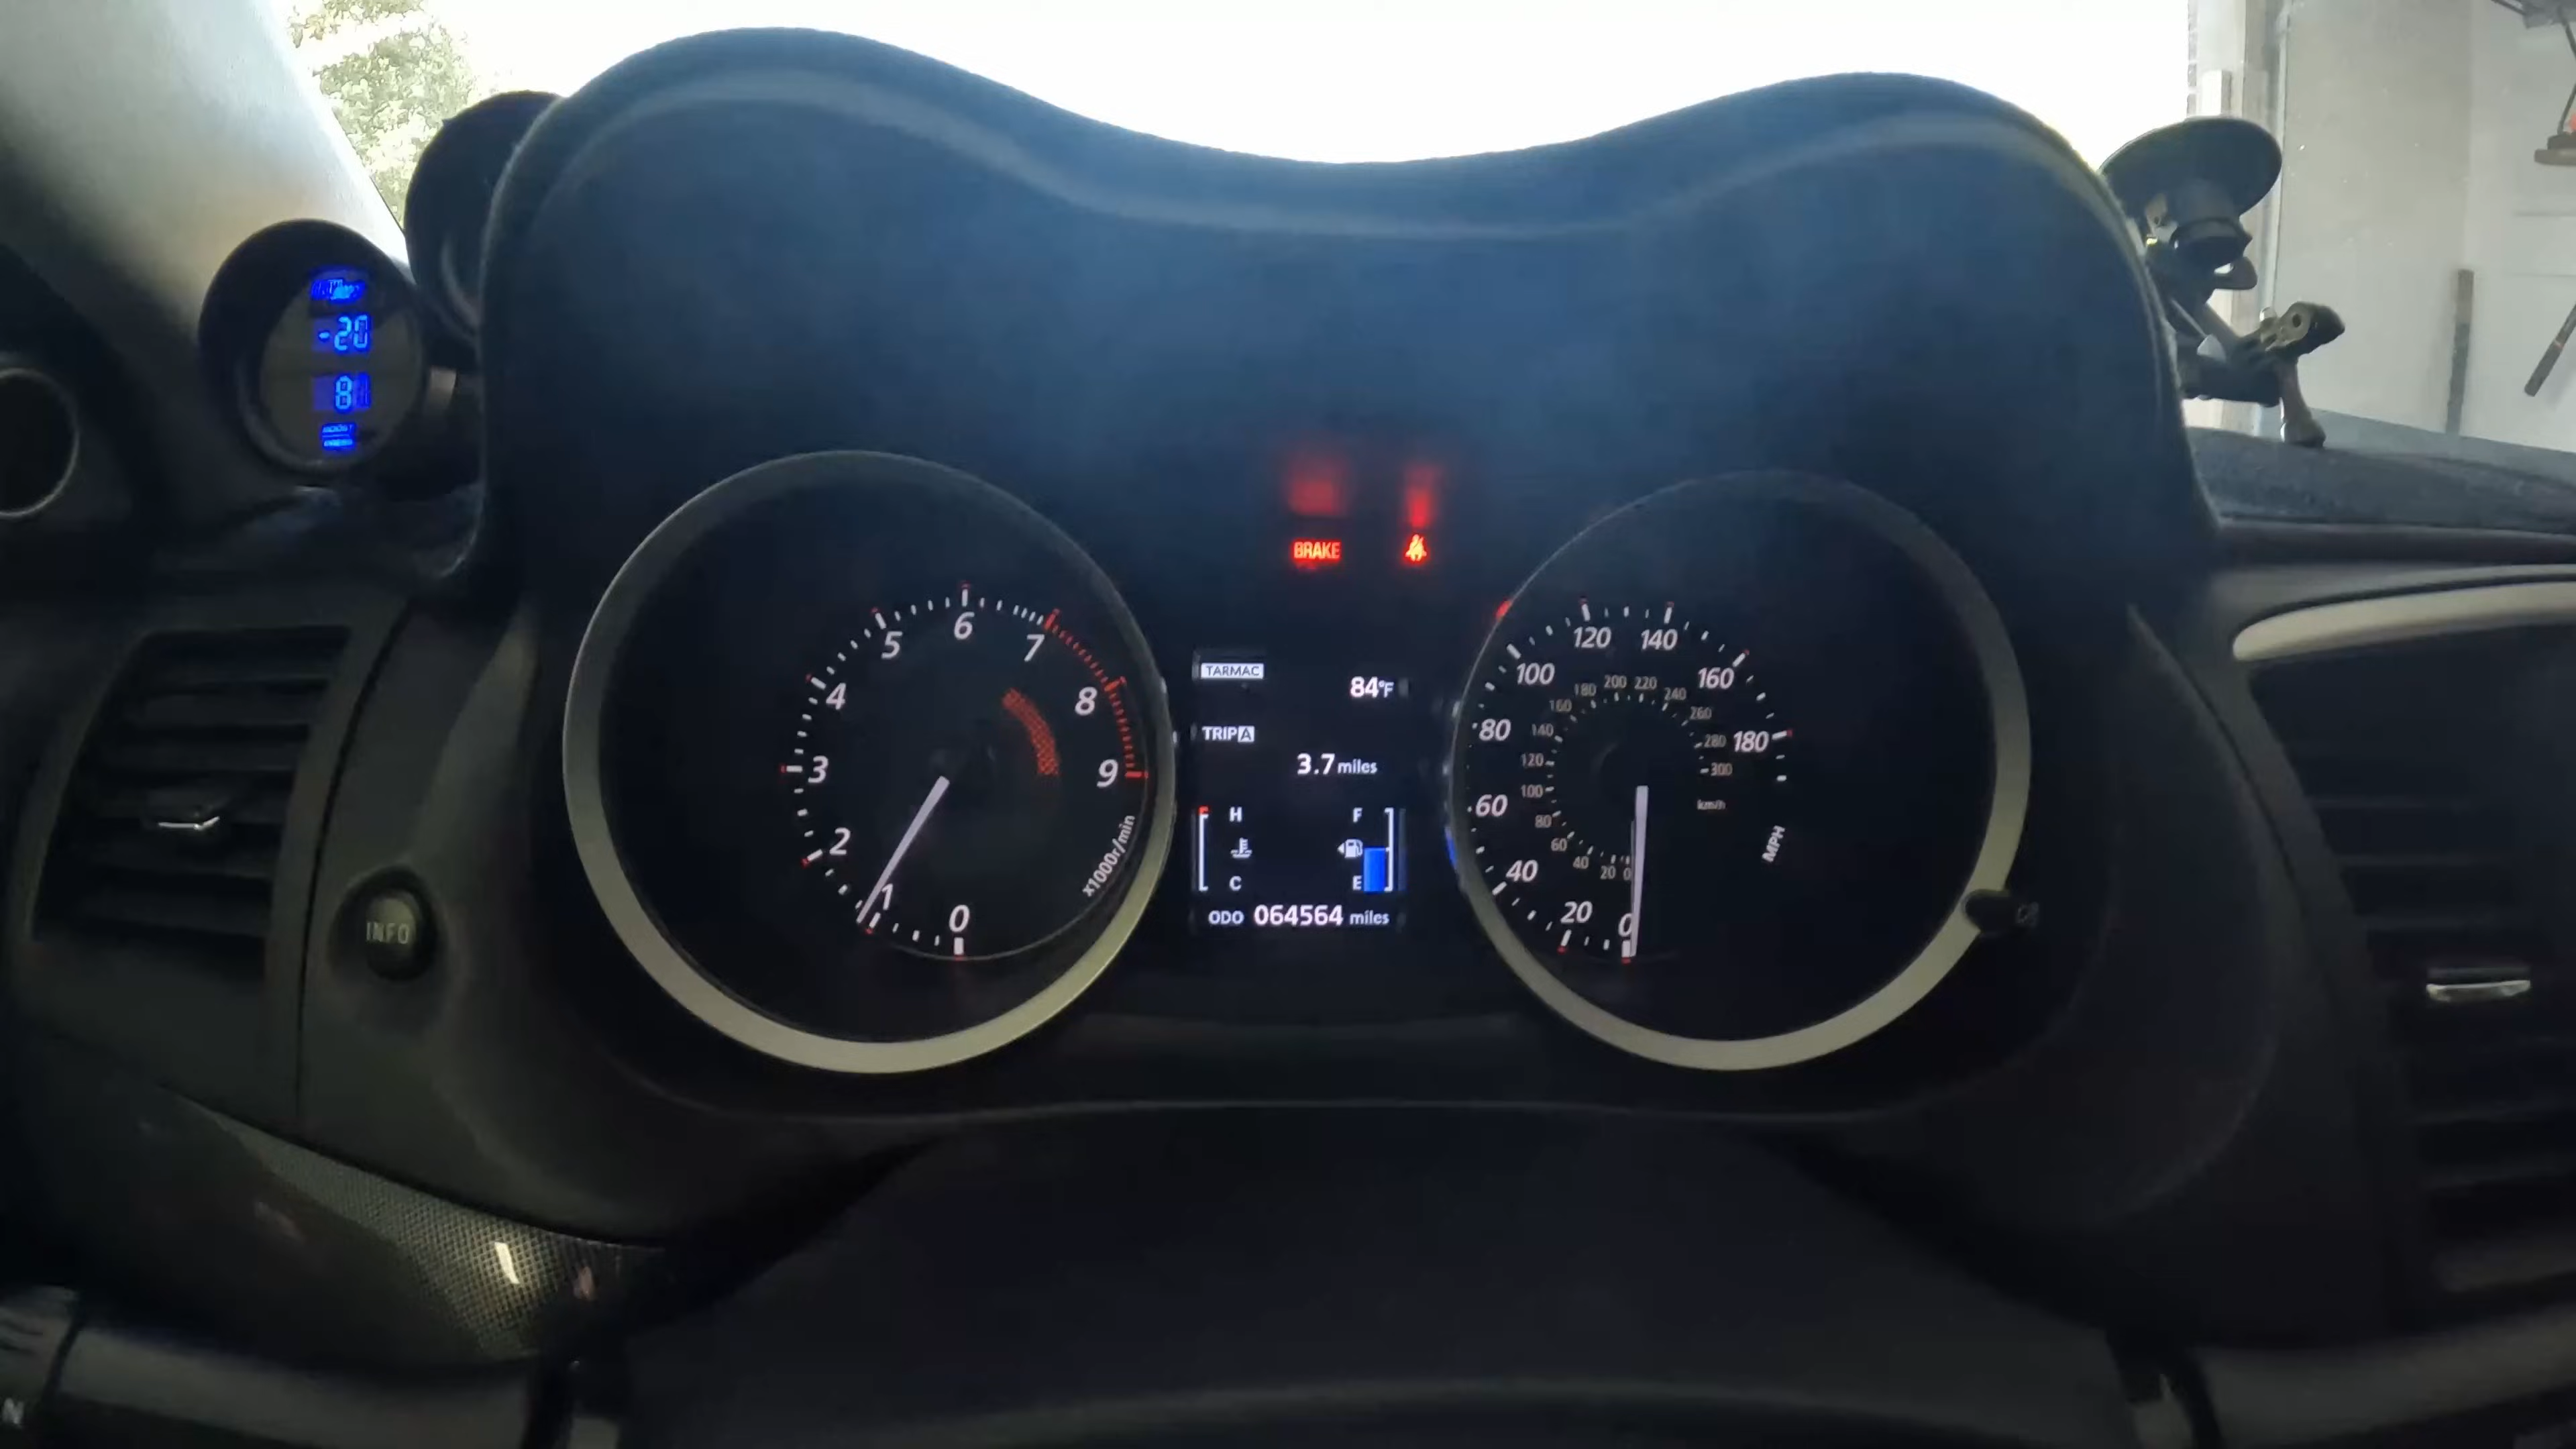 -20
BRAKE
0
1
2
3
4
5
6
7
8
9
x1000r/min
TARMAC
84°F
TRIP A
3.7 miles
H F
C E
ODO 064564 miles
0
20
40
60
80
100
120
140
160
180
MPH
0
20
40
60
80
100
120
140
160
180
200
220
240
260
280
300
km/h
INFO
N